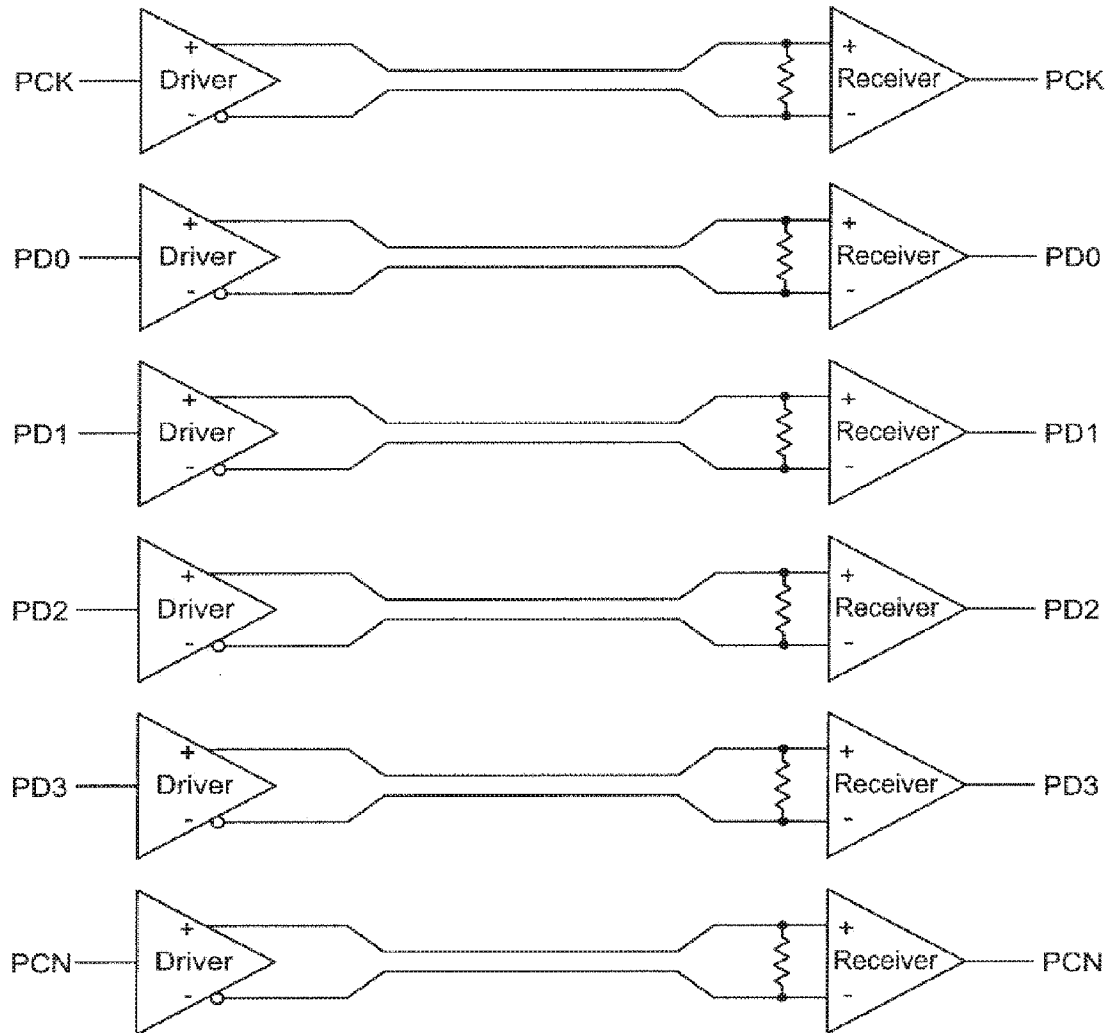 + +
PCK Driver Receiver PCK
- -
+ +
PD0 Driver Receiver PD0
- -
+ +
PD1 Driver Receiver PD1
- -
+ +
PD2 Driver Receiver PD2
- -
+ +
PD3 Driver Receiver PD3
- -
+ +
PCN Driver Receiver PCN
- -